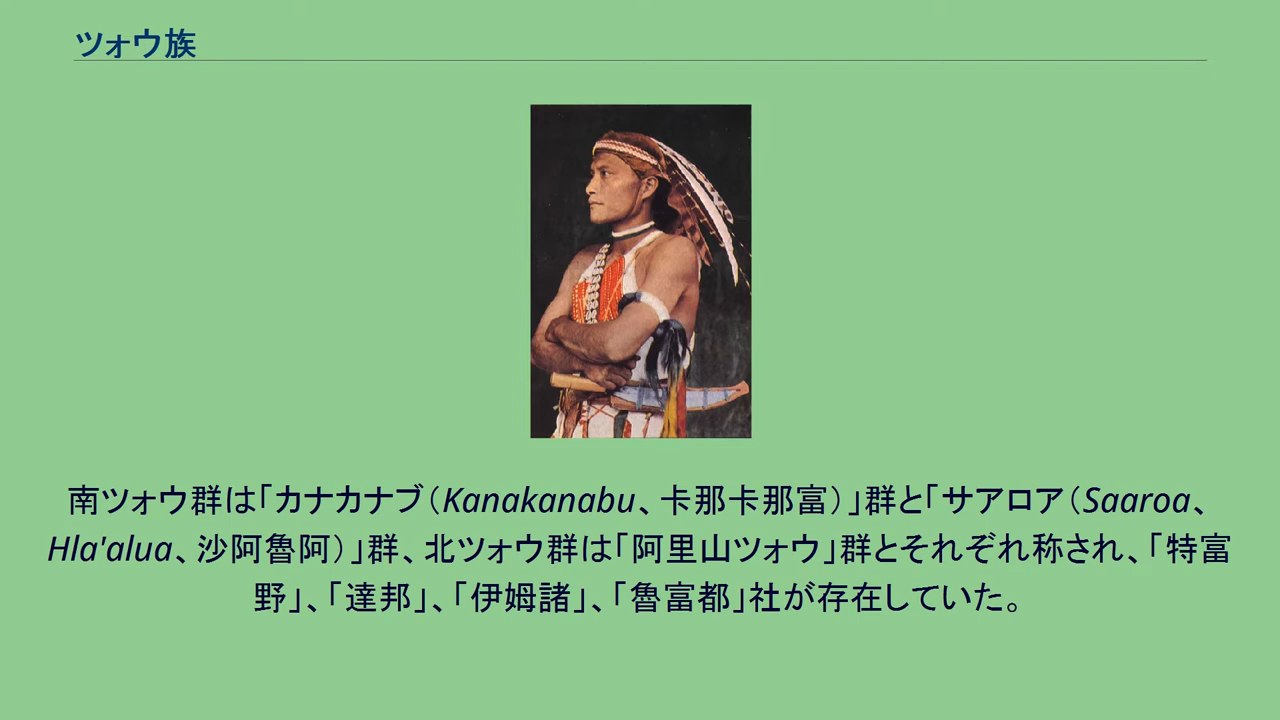 ツォウ族
南ツォウ群は「カナカナブ（Kanakanabu、卡那卡那富）」群と「サアロア（Saaroa、
Hla'alua、沙阿魯阿）」群、北ツォウ群は「阿里山ツォウ」群とそれぞれ称され、「特富
野」、「達邦」、「伊姆諸」、「魯富都」社が存在していた。